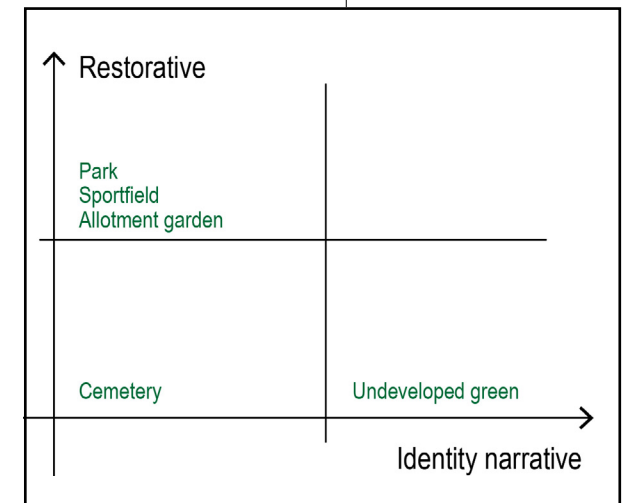 Restorative
Park
Sportfield
Allotment garden
Cemetery
Undeveloped green
Identity narrative